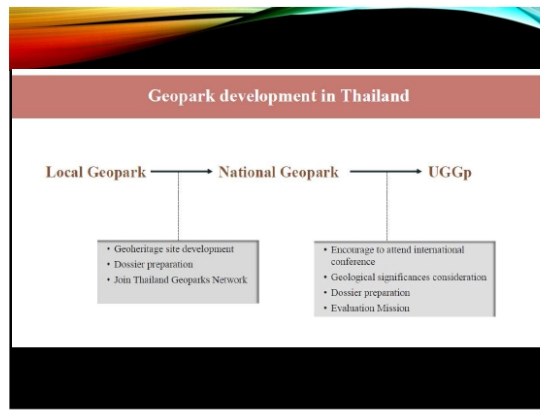 Geopark development in Thailand
Local Geopark
National Geopark
UGGp
• Geoheritage site development
• Dossier preparation
• Join Thailand Geoparks Network
• Encourage to attend international
conference
• Geological significances consideration
• Dossier preparation
• Evaluation Mission